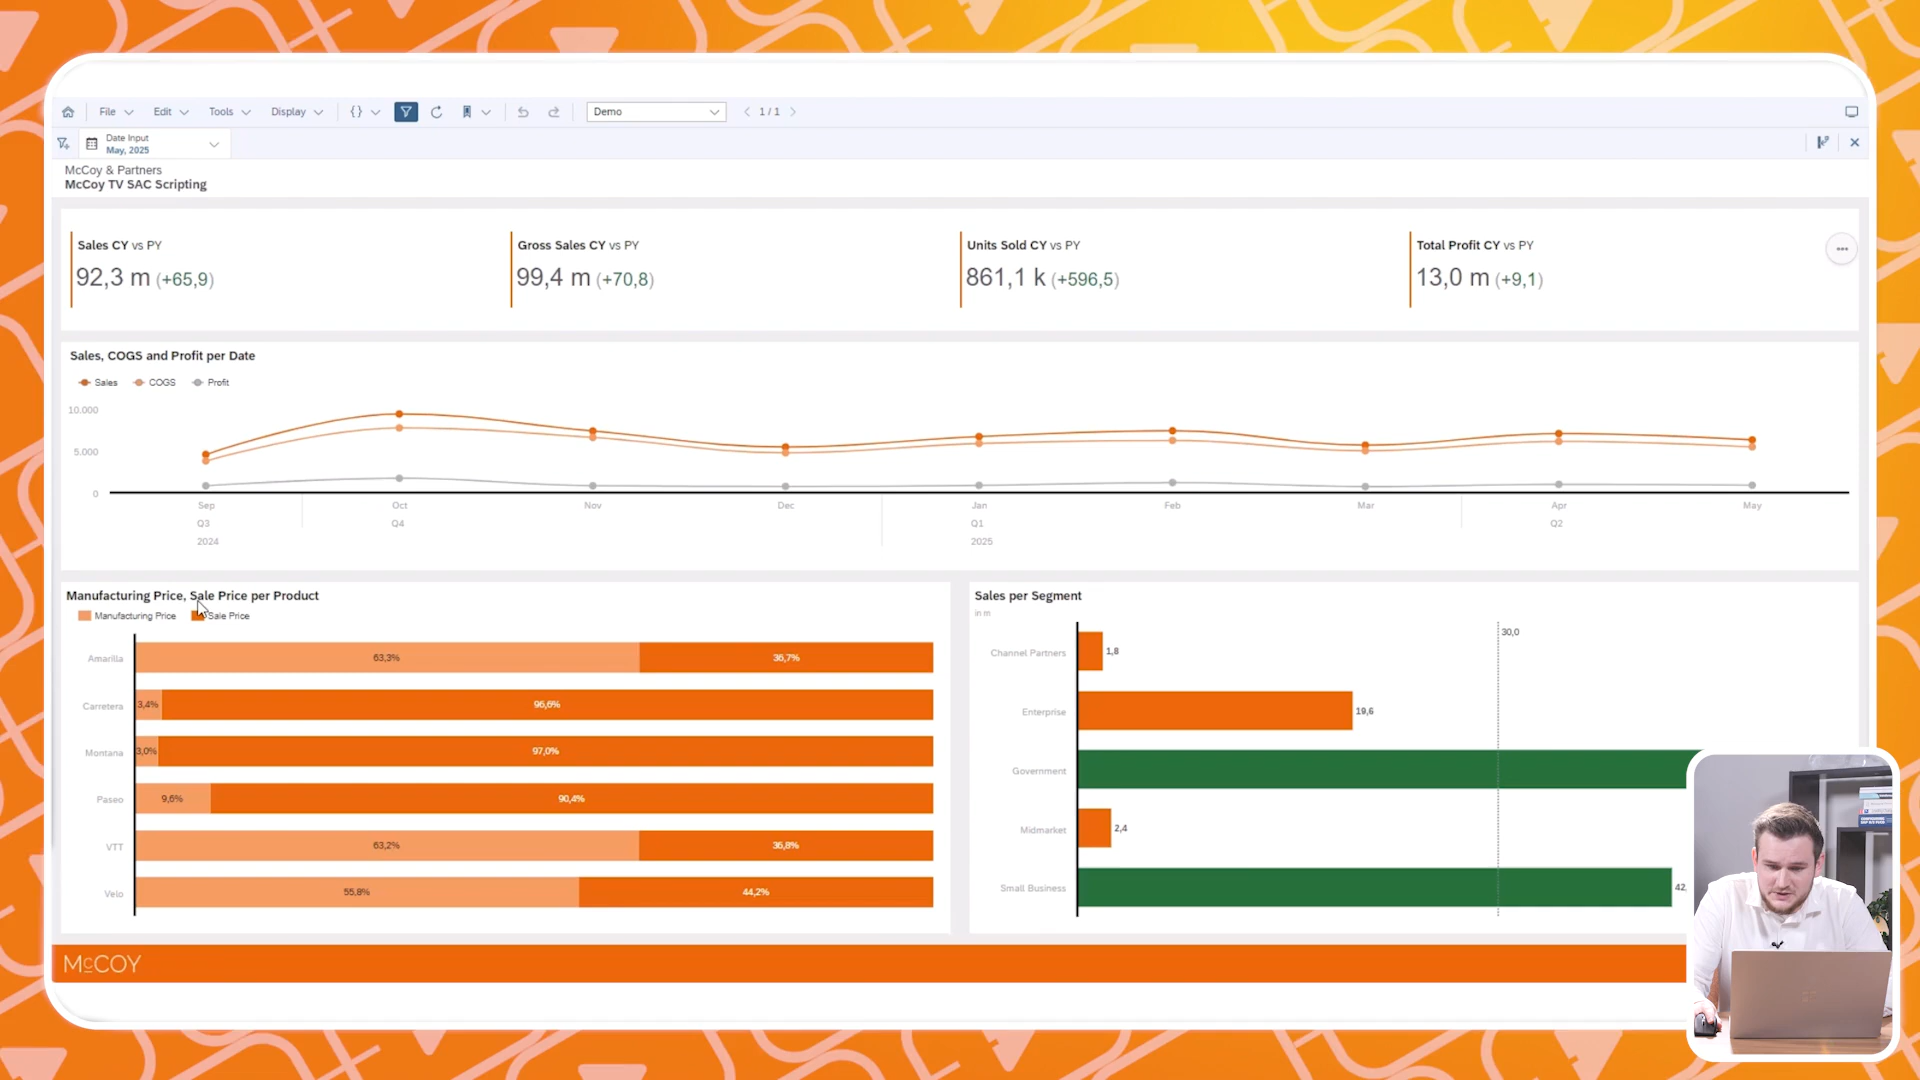 File Edit Tools Display {} Demo 1 / 1
Date Input
May, 2025
McCoy & Partners
McCoy TV SAC Scripting
Sales CY vs PY
92,3 m (+65,9)
Gross Sales CY vs PY
99,4 m (+70,8)
Units Sold CY vs PY
861,1 k (+596,5)
Total Profit CY vs PY
13,0 m (+9,1)
Sales, COGS and Profit per Date
Sales COGS Profit
10.000
5.000
0
Sep Oct Nov Dec Jan Feb Mar Apr May
Q3 Q4 Q1 Q2
2024 2025
Manufacturing Price, Sale Price per Product
Manufacturing Price Sale Price
Amarilla 63,3% 36,7%
Carretera 3,4% 96,6%
Montana 3,0% 97,0%
Paseo 9,6% 90,4%
VTT 63,2% 36,8%
Velo 55,8% 44,2%
Sales per Segment
in m
30,0
Channel Partners 1,8
Enterprise 19,6
Government
Midmarket 2,4
Small Business 42,
McCOY